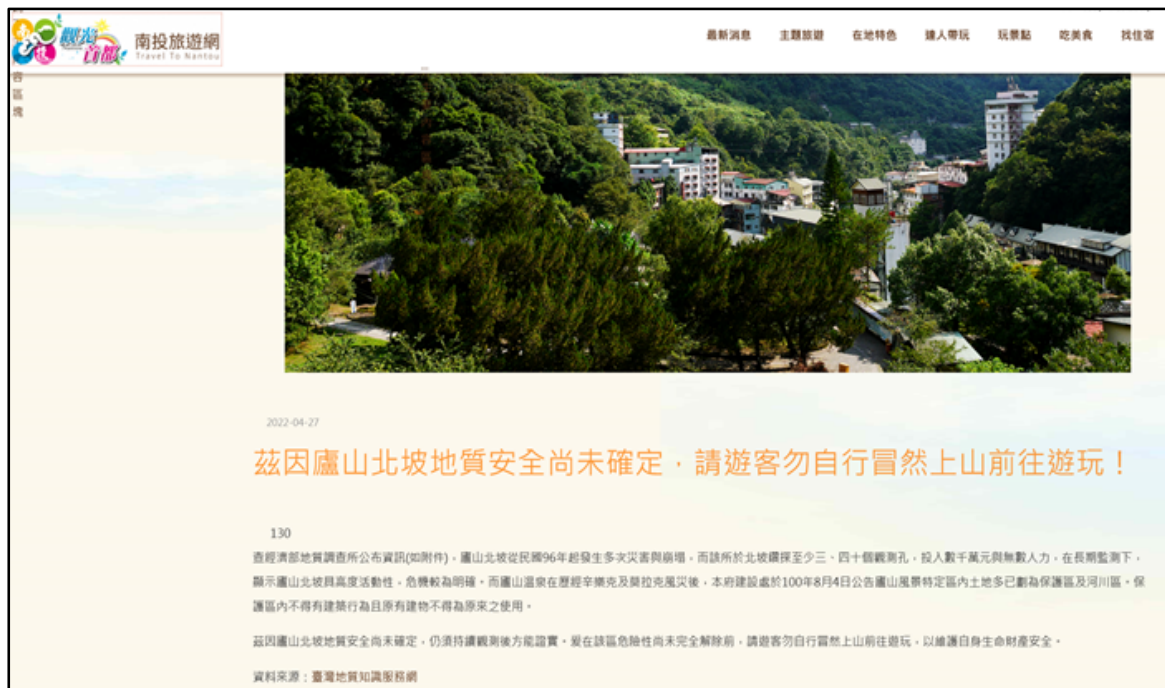 觀光
首都
南投旅遊網
Travel To Nantou
最新消息 主題旅遊 在地特色 達人帶玩 玩景點 吃美食 找住宿
容
區
塊
2022-04-27
茲因廬山北坡地質安全尚未確定，請遊客勿自行冒然上山前往遊玩！
130
查經濟部地質調查所公布資訊(如附件)，廬山北坡從民國96年起發生多次災害與崩塌，而該所於北坡鑽探至少三、四十個觀測孔，投入數千萬元與無數人力，在長期監測下，
顯示廬山北坡具高度活動性，危機較為明確。而廬山溫泉在歷經辛樂克及莫拉克風災後，本府建設處於100年8月4日公告廬山風景特定區內土地多已劃為保護區及河川區。保
護區內不得有建築行為且原有建物不得為原來之使用。
茲因廬山北坡地質安全尚未確定，仍須持續觀測後方能證實。爰在該區危險性尚未完全解除前，請遊客勿自行冒然上山前往遊玩，以維護自身生命財產安全。
資料來源：臺灣地質知識服務網